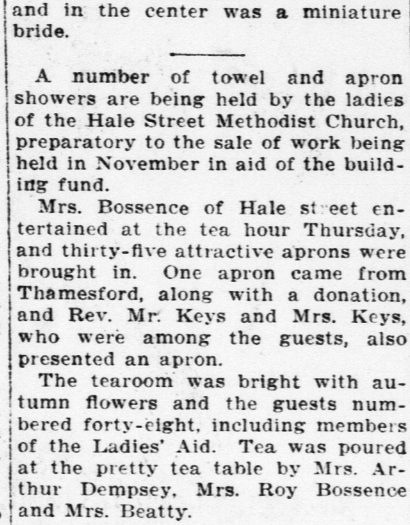 and in the center was a miniature
bride.
A number of towel and apron
showers are being held by the ladies
of the Hale Street Methodist Church,
preparatory to the sale of work being
held in November in aid of the build-
ing fund.
Mrs. Bossence of Hale street en-
tertained at the tea hour Thursday,
and thirty-five attractive aprons were
brought in. One apron came from
Thamesford, along with a donation,
and Rev. Mr. Keys and Mrs. Keys,
who were among the guests, also
presented an apron.
The tearoom was bright with au-
tumn flowers and the guests num-
bered forty-eight, including members
of the Ladies' Aid. Tea was poured
at the pretty tea table by Mrs. Ar-
thur Dempsey, Mrs. Roy Bossence
and Mrs. Beatty.